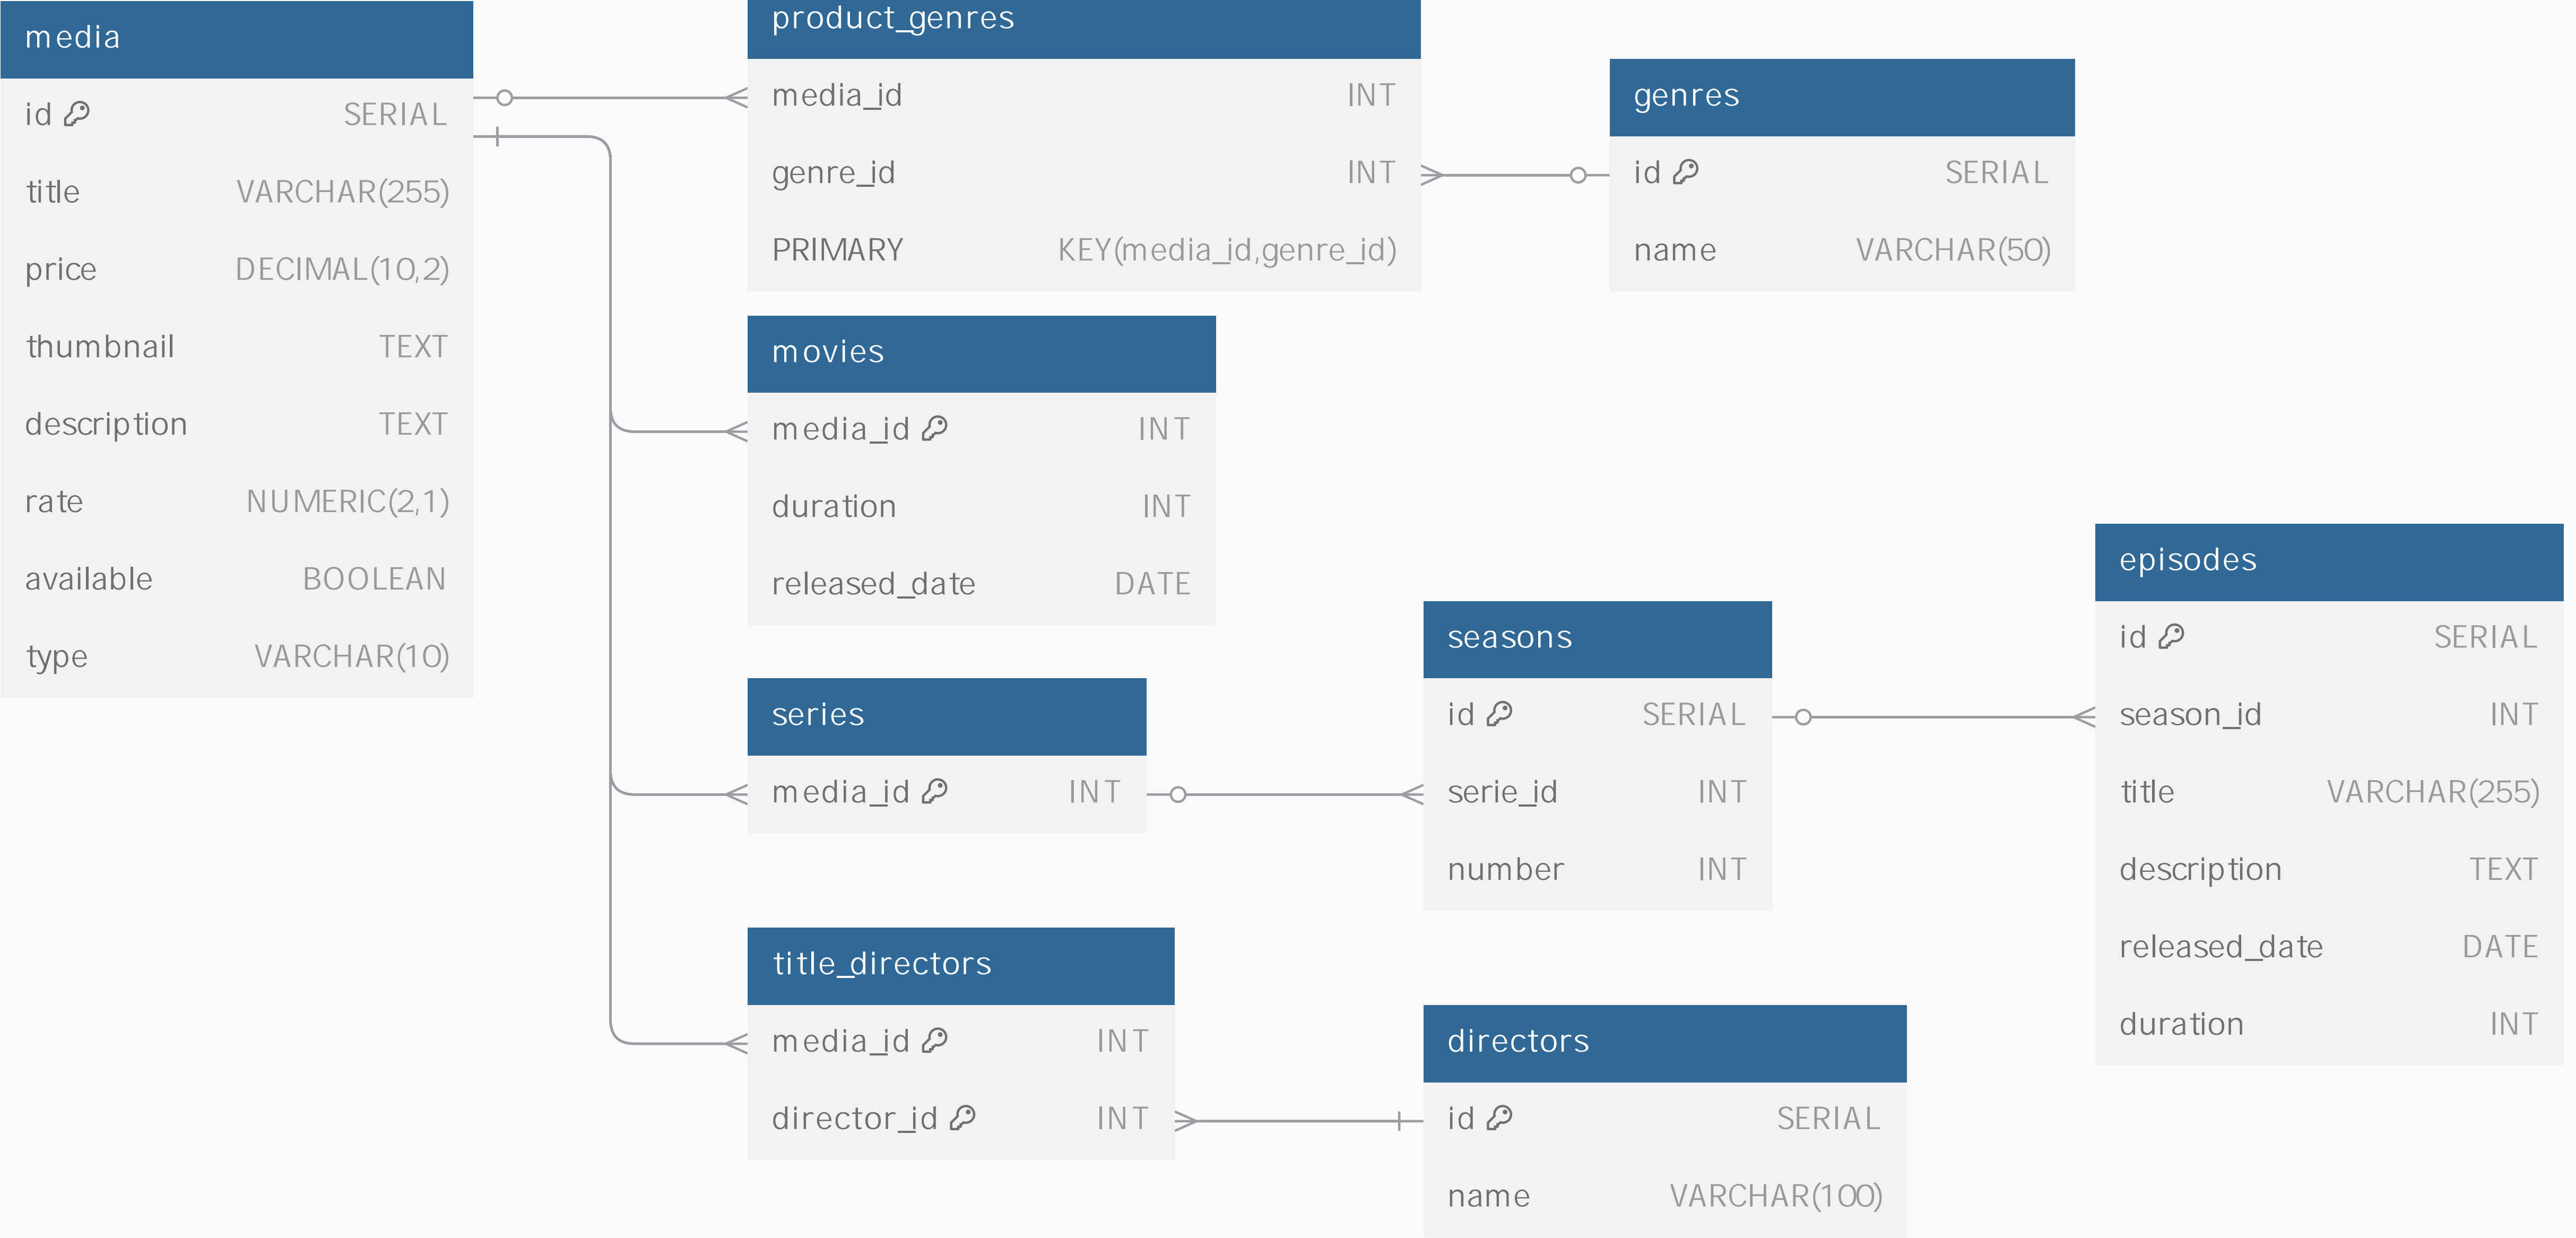 media
id SERIAL
title VARCHAR(255)
price DECIMAL(10,2)
thumbnail TEXT
description TEXT
rate NUMERIC(2,1)
available BOOLEAN
type VARCHAR(10)
product_genres
media_id INT
genre_id INT
PRIMARY KEY(media_id,genre_id)
genres
id SERIAL
name VARCHAR(50)
movies
media_id INT
duration INT
released_date DATE
series
media_id INT
seasons
id SERIAL
serie_id INT
number INT
episodes
id SERIAL
season_id INT
title VARCHAR(255)
description TEXT
released_date DATE
duration INT
title_directors
media_id INT
director_id INT
directors
id SERIAL
name VARCHAR(100)